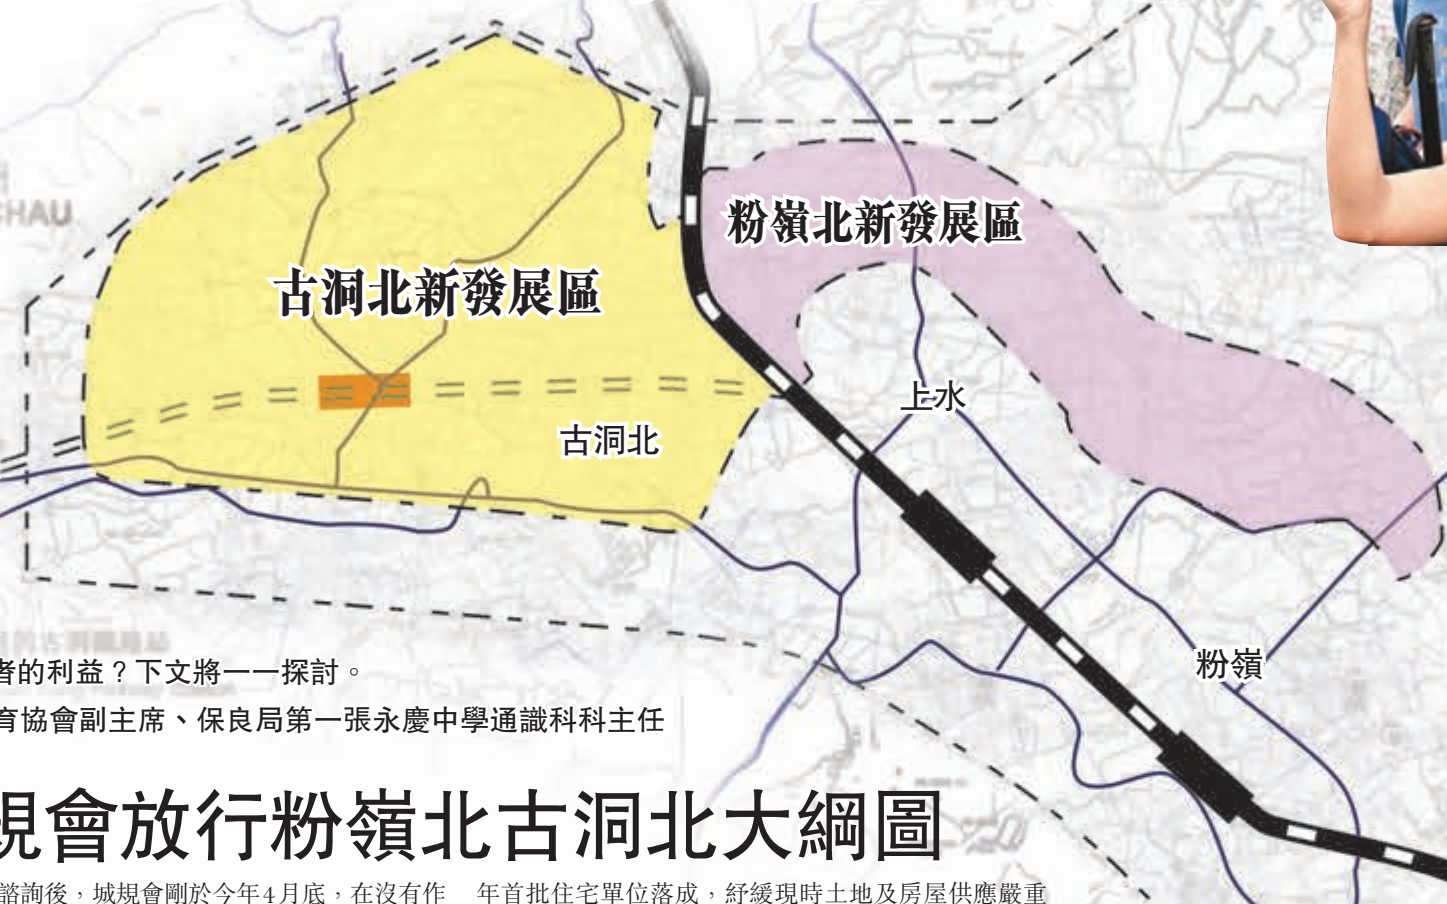 CHAU
粉嶺北新發展區
古洞北新發展區
上水
古洞北
粉嶺
者的利益？下文將一一探討。
育協會副主席、保良局第一張永慶中學通識科科主任
規會放行粉嶺北古洞北大綱圖
諮詢後，城規會剛於今年4月底，在沒有作
年首批住宅單位落成，紓緩現時土地及房屋供應嚴重